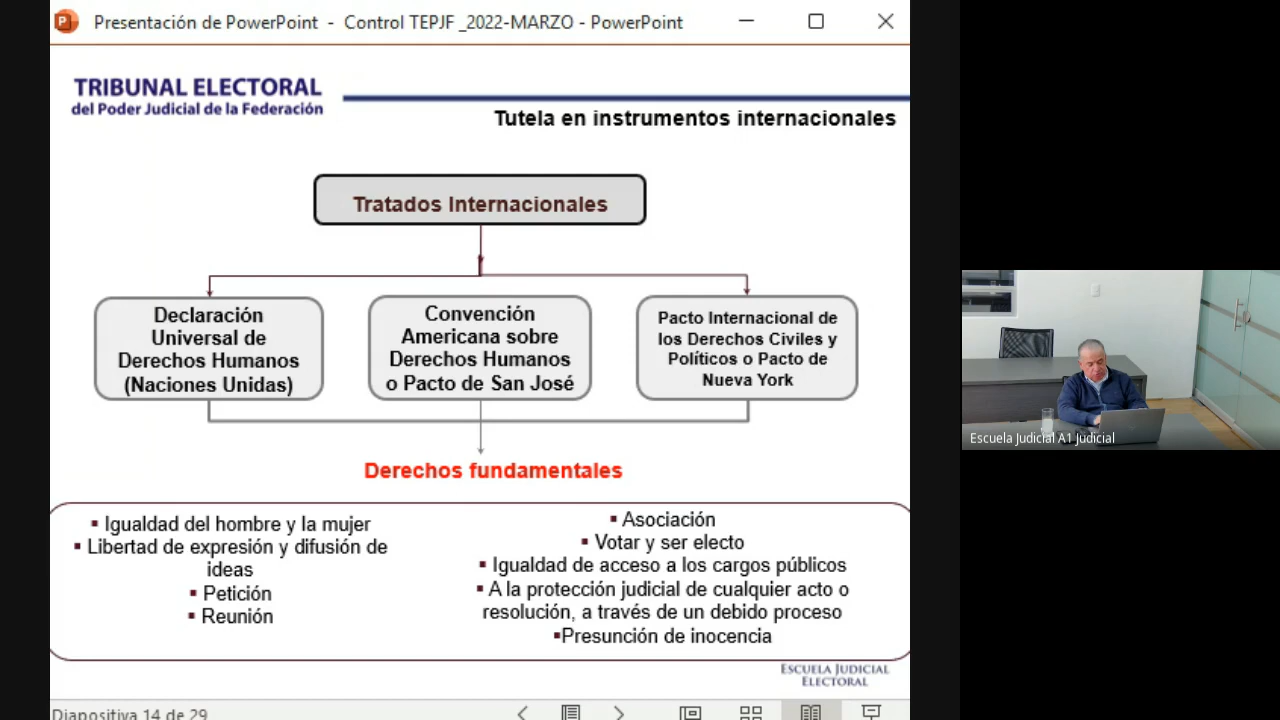 Presentación de PowerPoint - Control TEPJF _2022-MARZO - PowerPoint
TRIBUNAL ELECTORAL
del Poder Judicial de la Federación
Tutela en instrumentos internacionales
Tratados Internacionales
Declaración
Universal de
Derechos Humanos
(Naciones Unidas)
Convención
Americana sobre
Derechos Humanos
o Pacto de San José
Pacto Internacional de
los Derechos Civiles y
Políticos o Pacto de
Nueva York
Derechos fundamentales
▪ Igualdad del hombre y la mujer
▪ Libertad de expresión y difusión de
ideas
▪ Petición
▪ Reunión
▪ Asociación
▪ Votar y ser electo
▪ Igualdad de acceso a los cargos públicos
▪ A la protección judicial de cualquier acto o
resolución, a través de un debido proceso
▪Presunción de inocencia
ESCUELA JUDICIAL
ELECTORAL
Diapositiva 14 de 29
Escuela Judicial A1 Judicial